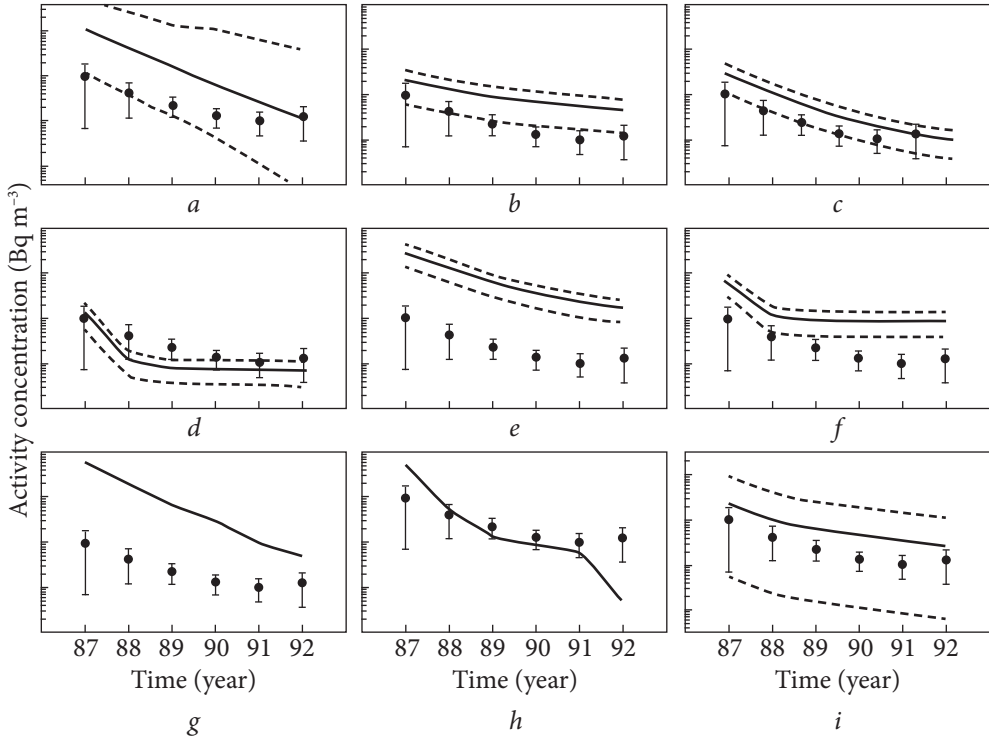 Activity concentration (Bq m⁻³)
a
b
c
d
e
f
87 88 89 90 91 92
87 88 89 90 91 92
87 88 89 90 91 92
Time (year)
Time (year)
Time (year)
g
h
i